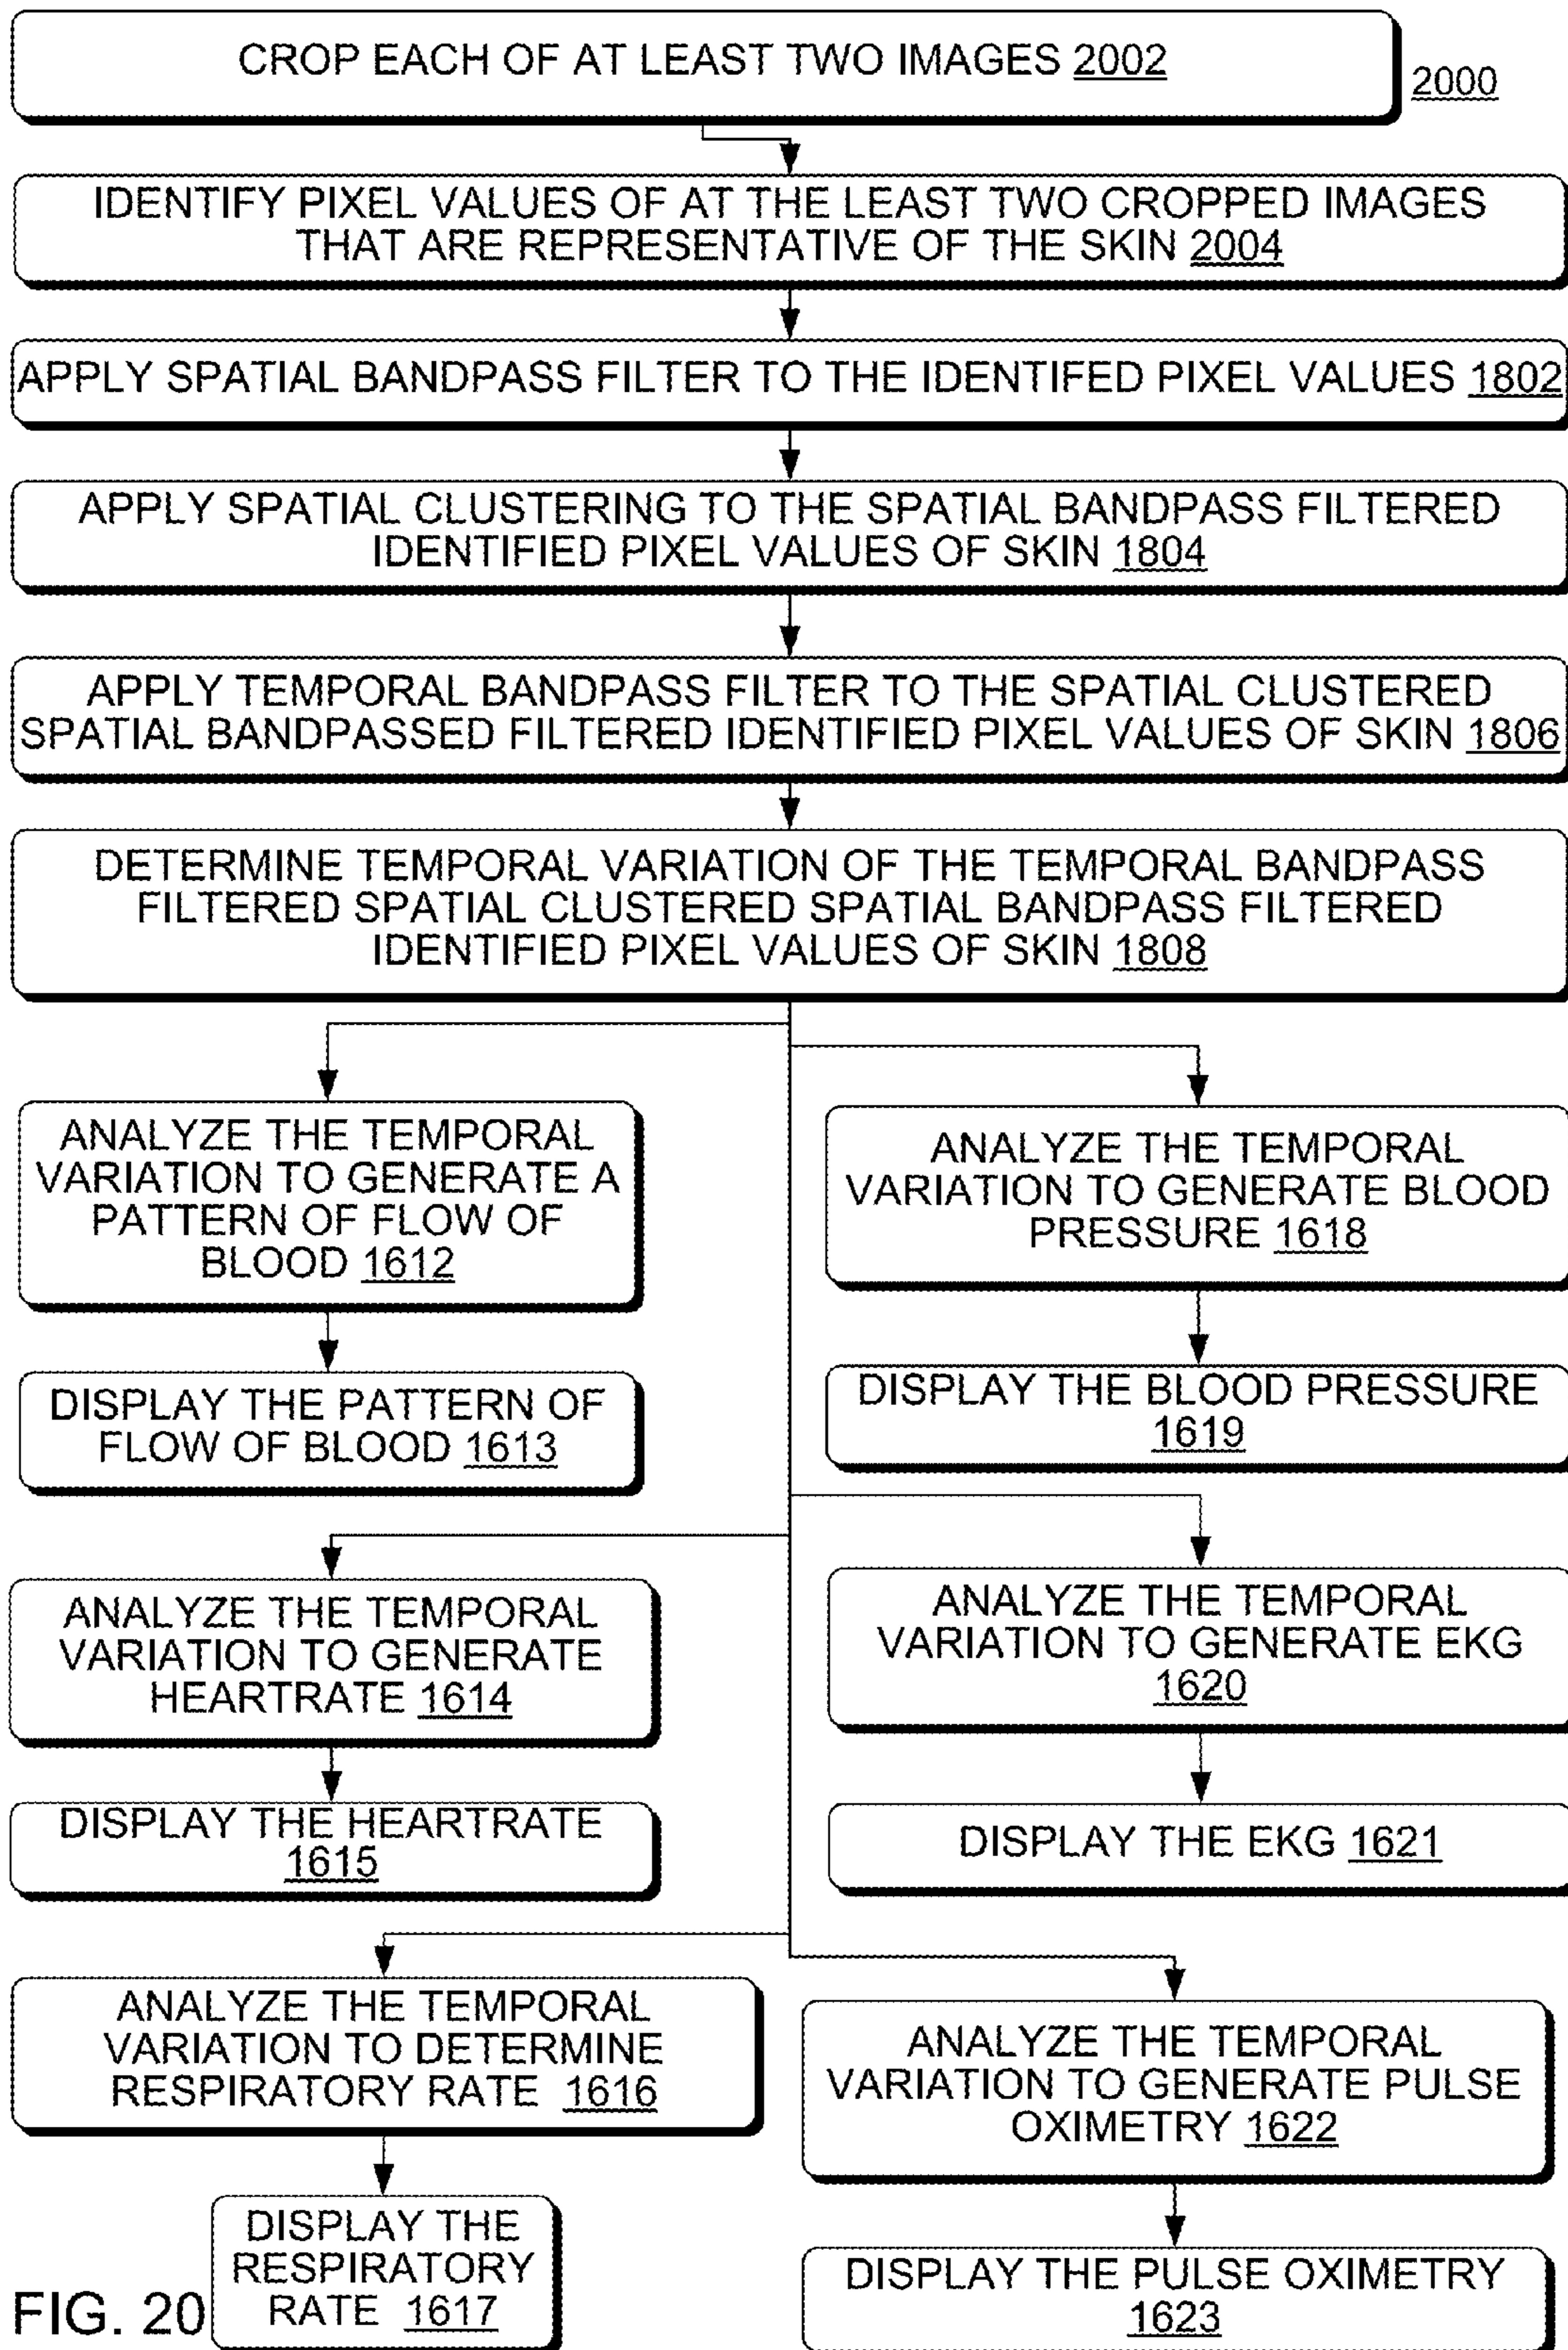 CROP EACH OF AT LEAST TWO IMAGES 2002
2000
IDENTIFY PIXEL VALUES OF AT THE LEAST TWO CROPPED IMAGES
THAT ARE REPRESENTATIVE OF THE SKIN 2004
APPLY SPATIAL BANDPASS FILTER TO THE IDENTIFED PIXEL VALUES 1802
APPLY SPATIAL CLUSTERING TO THE SPATIAL BANDPASS FILTERED
IDENTIFIED PIXEL VALUES OF SKIN 1804
APPLY TEMPORAL BANDPASS FILTER TO THE SPATIAL CLUSTERED
SPATIAL BANDPASSED FILTERED IDENTIFIED PIXEL VALUES OF SKIN 1806
DETERMINE TEMPORAL VARIATION OF THE TEMPORAL BANDPASS
FILTERED SPATIAL CLUSTERED SPATIAL BANDPASS FILTERED
IDENTIFIED PIXEL VALUES OF SKIN 1808
ANALYZE THE TEMPORAL
VARIATION TO GENERATE A
PATTERN OF FLOW OF
BLOOD 1612
ANALYZE THE TEMPORAL
VARIATION TO GENERATE BLOOD
PRESSURE 1618
DISPLAY THE PATTERN OF
FLOW OF BLOOD 1613
DISPLAY THE BLOOD PRESSURE
1619
ANALYZE THE TEMPORAL
VARIATION TO GENERATE
HEARTRATE 1614
ANALYZE THE TEMPORAL
VARIATION TO GENERATE EKG
1620
DISPLAY THE HEARTRATE
1615
DISPLAY THE EKG 1621
ANALYZE THE TEMPORAL
VARIATION TO DETERMINE
RESPIRATORY RATE 1616
ANALYZE THE TEMPORAL
VARIATION TO GENERATE PULSE
OXIMETRY 1622
DISPLAY THE
RESPIRATORY
RATE 1617
DISPLAY THE PULSE OXIMETRY
1623
FIG. 20